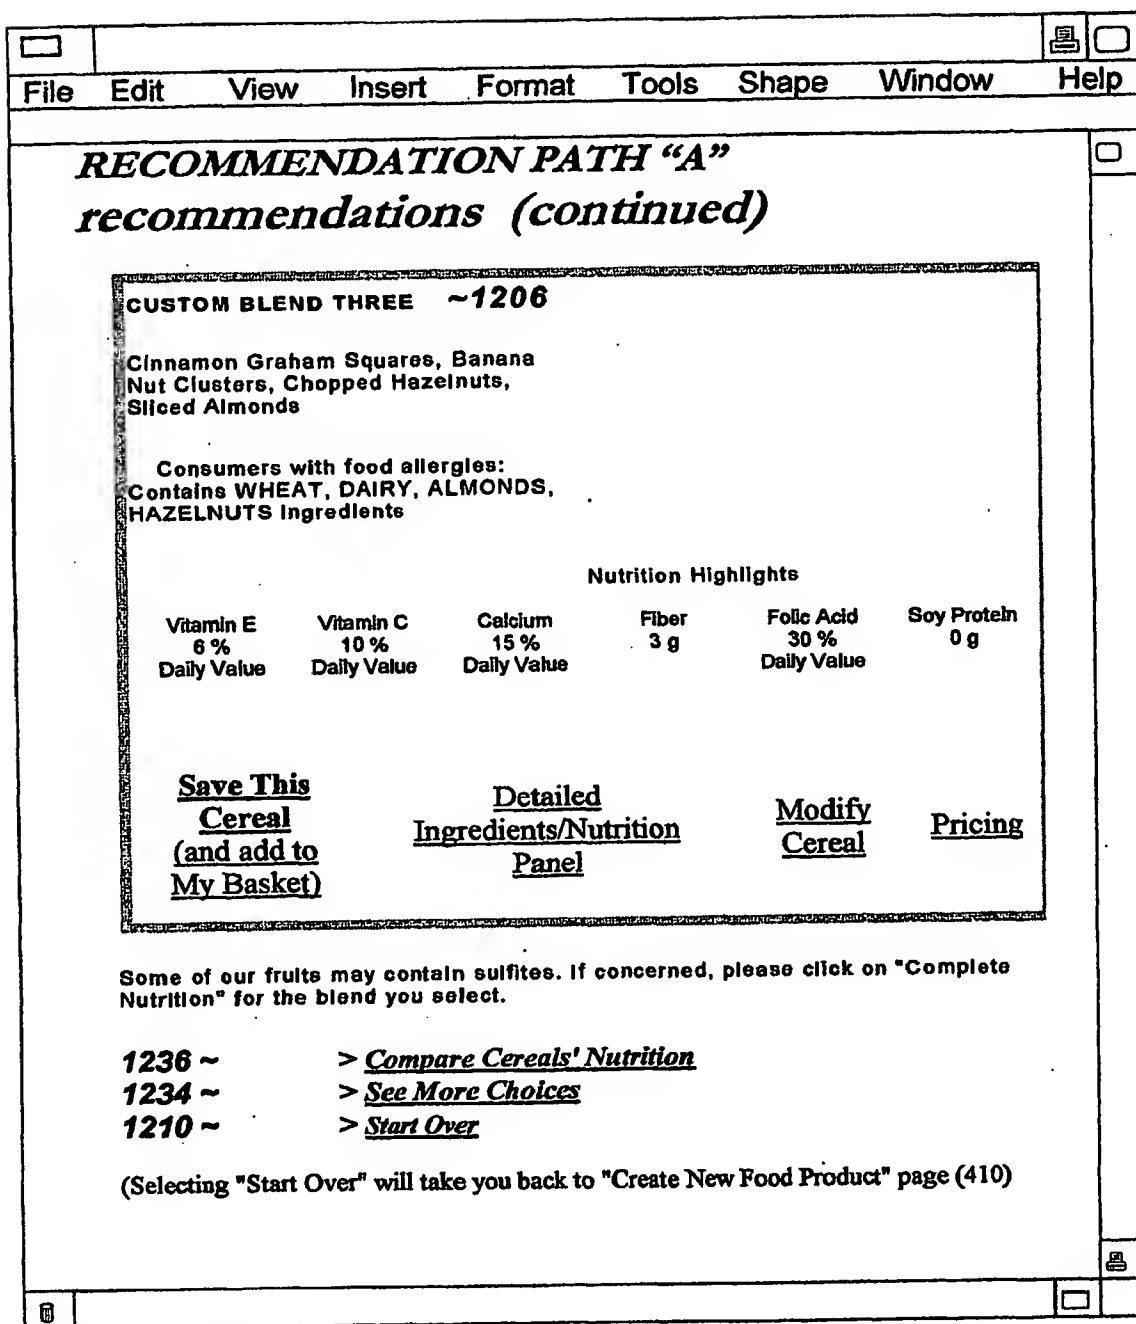 File Edit View Insert Format Tools Shape Window Help
RECOMMENDATION PATH “A”
recommendations (continued)
CUSTOM BLEND THREE ~1206
Cinnamon Graham Squares, Banana
Nut Clusters, Chopped Hazelnuts,
Sliced Almonds
Consumers with food allergies:
Contains WHEAT, DAIRY, ALMONDS,
HAZELNUTS Ingredients
Nutrition Highlights
Vitamin E Vitamin C Calcium Fiber Folic Acid Soy Protein
6 % 10 % 15 % 3 g 30 % 0 g
Daily Value Daily Value Daily Value Daily Value
Save This
Cereal
(and add to
My Basket)
Detailed
Ingredients/Nutrition
Panel
Modify
Cereal
Pricing
Some of our fruits may contain sulfites. If concerned, please click on "Complete
Nutrition" for the blend you select.
1236 ~ > Compare Cereals' Nutrition
1234 ~ > See More Choices
1210 ~ > Start Over
(Selecting "Start Over" will take you back to "Create New Food Product" page (410)